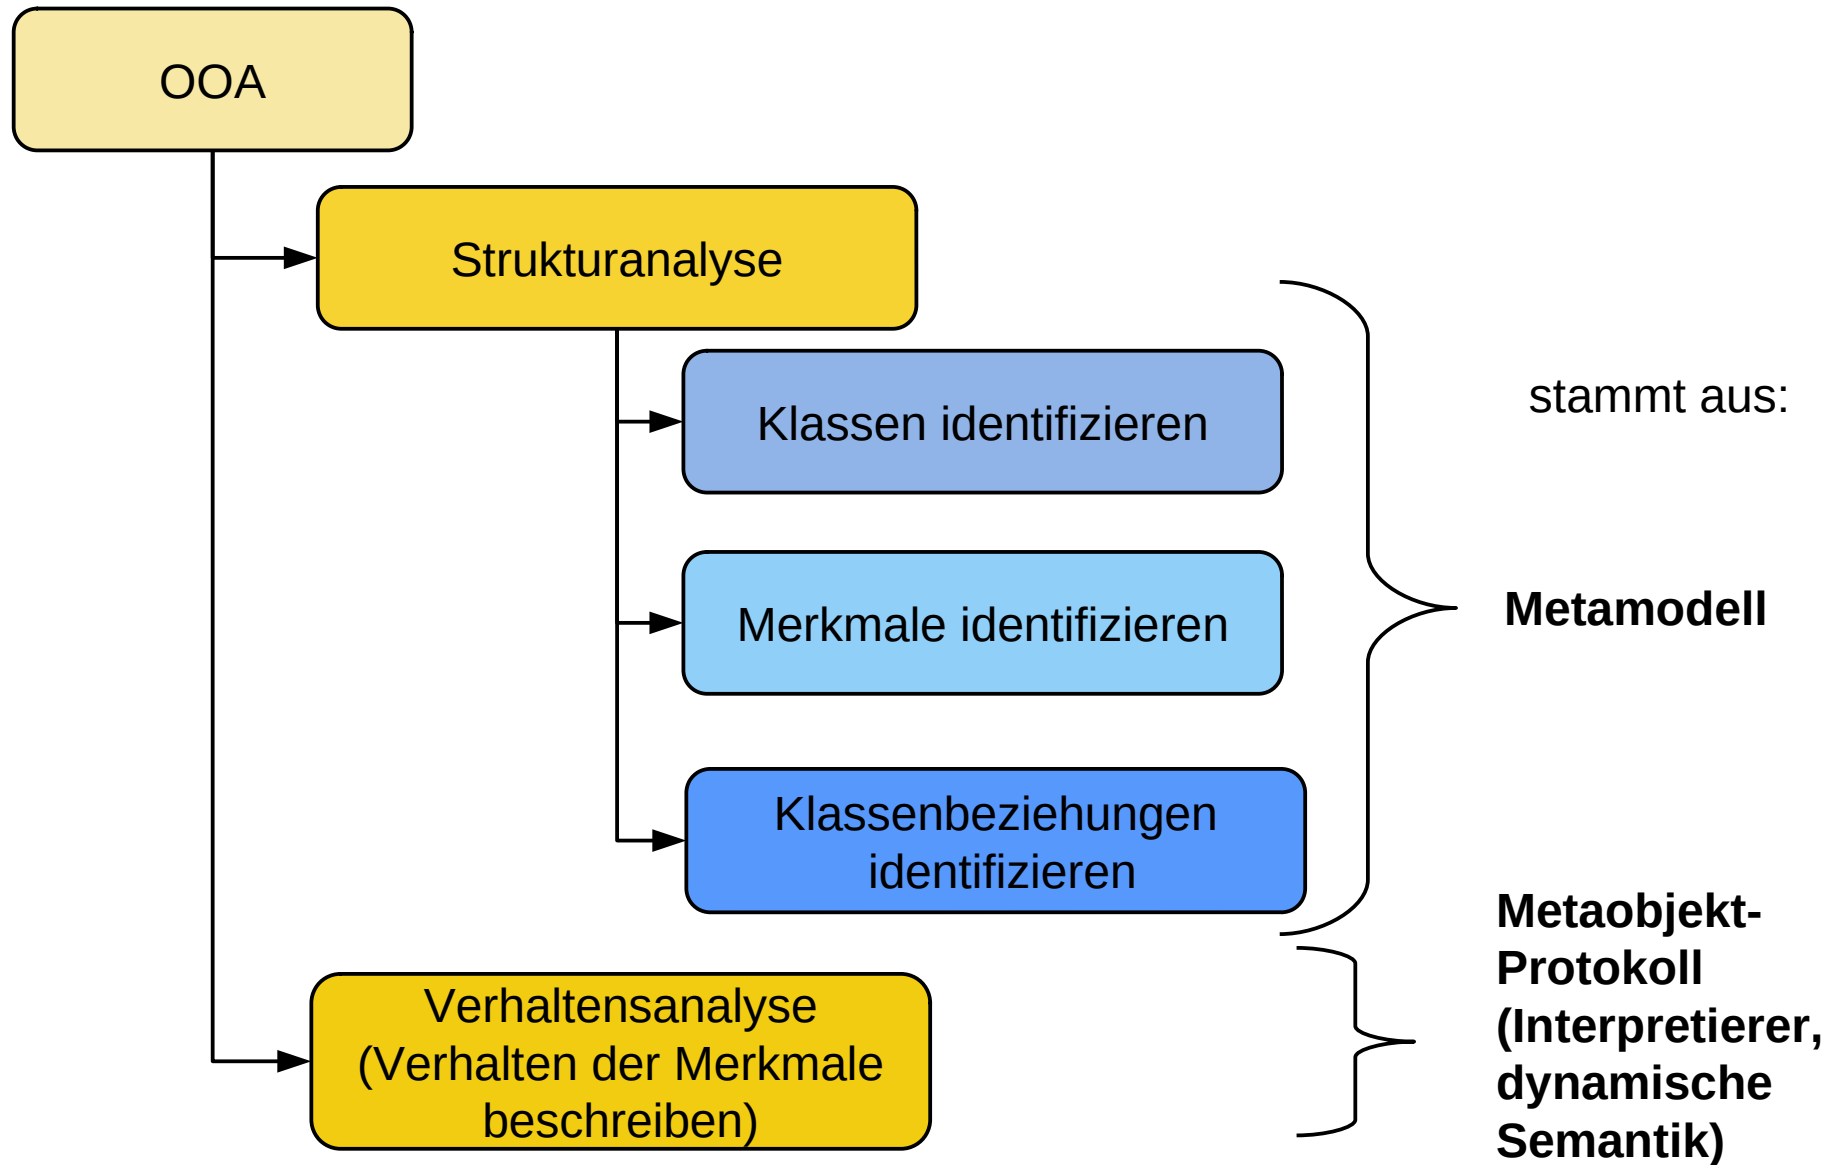 OOA
Strukturanalyse
Klassen identifizieren
stammt aus:
Merkmale identifizieren
Metamodell
Klassenbeziehungen
identifizieren
Verhaltensanalyse
(Verhalten der Merkmale
beschreiben)
Metaobjekt-
Protokoll
(Interpretierer,
dynamische
Semantik)